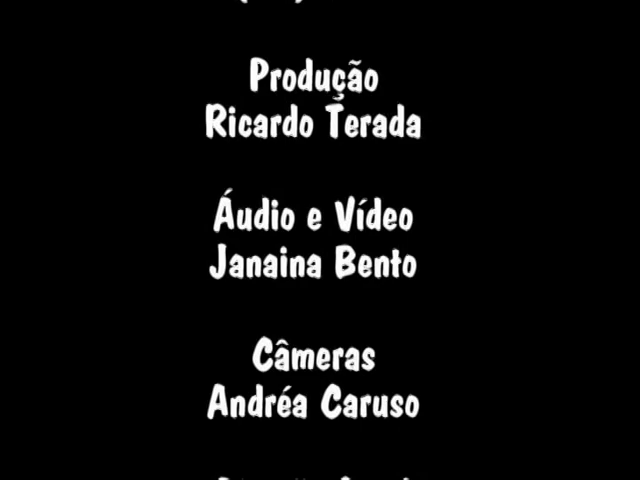 Produção
Ricardo Terada
Áudio e Vídeo
Janaina Bento
Câmeras
Andréa Caruso